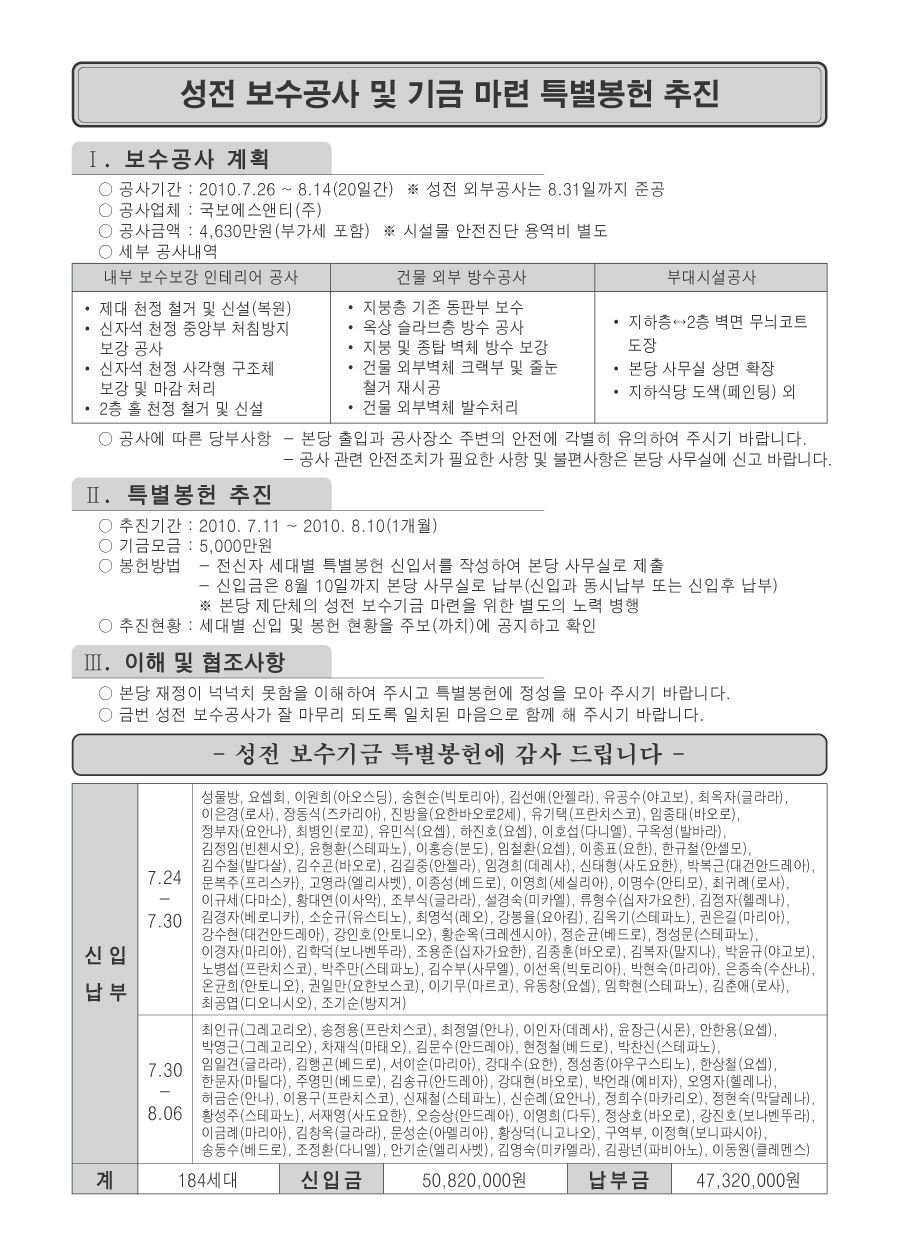 성전 보수공사 및 기금 마련 특별봉헌 추진
Ⅰ. 보수공사 계획
○ 공사기간 : 2010.7.26 ~ 8.14(20일간) ※ 성전 외부공사는 8.31일까지 준공
○ 공사업체 : 국보에스앤티(주)
○ 공사금액 : 4,630만원(부가세 포함) ※ 시설물 안전진단 용역비 별도
○ 세부 공사내역
내부 보수보강 인테리어 공사
• 제대 천정 철거 및 신설(복원)
• 신자석 천정 중앙부 처짐방지
보강 공사
• 신자석 천정 사각형 구조체
보강 및 마감 처리
• 2층 홀 천정 철거 및 신설
건물 외부 방수공사
• 지붕층 기존 동판부 보수
• 옥상 슬라브층 방수 공사
• 지붕 및 종탑 벽체 방수 보강
• 건물 외부벽체 크랙부 및 줄눈
철거 재시공
• 건물 외부벽체 발수처리
부대시설공사
• 지하층↔2층 벽면 무늬코트
도장
• 본당 사무실 상면 확장
• 지하식당 도색(페인팅) 외
○ 공사에 따른 당부사항 – 본당 출입과 공사장소 주변의 안전에 각별히 유의하여 주시기 바랍니다.
– 공사 관련 안전조치가 필요한 사항 및 불편사항은 본당 사무실에 신고 바랍니다.
Ⅱ. 특별봉헌 추진
○ 추진기간 : 2010. 7.11 ~ 2010. 8.10(1개월)
○ 기금모금 : 5,000만원
○ 봉헌방법 – 전신자 세대별 특별봉헌 신입서를 작성하여 본당 사무실로 제출
– 신입금은 8월 10일까지 본당 사무실로 납부(신입과 동시납부 또는 신입후 납부)
※ 본당 제단체의 성전 보수기금 마련을 위한 별도의 노력 병행
○ 추진현황 : 세대별 신입 및 봉헌 현황을 주보(까치)에 공지하고 확인
Ⅲ. 이해 및 협조사항
○ 본당 재정이 넉넉치 못함을 이해하여 주시고 특별봉헌에 정성을 모아 주시기 바랍니다.
○ 금번 성전 보수공사가 잘 마무리 되도록 일치된 마음으로 함께 해 주시기 바랍니다.
- 성전 보수기금 특별봉헌에 감사 드립니다 -
신입
납부
7.24
–
7.30
성물방, 요셉회, 이원희(아오스딩), 송현순(빅토리아), 김선애(안젤라), 유공수(야고보), 최옥자(글라라),
이은경(로사), 장동식(즈카리아), 진방을(요한바오로2세), 유기택(프란치스코), 임종태(바오로),
정부자(요안나), 최병인(로꼬), 유민식(요셉), 하진호(요셉), 이호섭(다니엘), 구옥성(발바라),
김정임(빈첸시오), 윤형환(스테파노), 이홍승(분도), 임철환(요셉), 이종표(요한), 한규철(안셀모),
김수철(발다살), 김수곤(바오로), 김길중(안젤라), 임경희(데레사), 신태형(사도요한), 박복근(대건안드레아),
문복주(프리스카), 고영라(엘리사벳), 이종성(베드로), 이영희(세실리아), 이명수(안티모), 최귀례(로사),
이규세(다마소), 황대연(이사악), 조부식(글라라), 설경숙(미카엘), 류형수(십자가요한), 김정자(헬레나),
김경자(베로니카), 소순규(유스티노), 최영석(레오), 강봉율(요아킴), 김옥기(스테파노), 권은길(마리아),
강수현(대건안드레아), 강인호(안토니오), 황순옥(크레센시아), 정순균(베드로), 정성문(스테파노),
이경자(마리아), 김학덕(보나벤뚜라), 조용준(십자가요한), 김종훈(바오로), 김복자(말지나), 박윤규(야고보),
노병섭(프란치스코), 박주만(스테파노), 김수부(사무엘), 이선옥(빅토리아), 박현숙(마리아), 은종숙(수산나),
온균희(안토니오), 권일만(요한보스코), 이기무(마르코), 유동창(요셉), 임학현(스테파노), 김춘애(로사),
최공엽(디오니시오), 조기순(방지거)
7.30
–
8.06
최인규(그레고리오), 송정용(프란치스코), 최정열(안나), 이인자(데레사), 윤장근(시몬), 안한용(요셉),
박영근(그레고리오), 차재식(마태오), 김문수(안드레아), 현정철(베드로), 박찬신(스테파노),
임일견(글라라), 김행곤(베드로), 서이순(마리아), 강대수(요한), 정성종(아우구스티노), 한상철(요셉),
한문자(마틸다), 주영민(베드로), 김송규(안드레아), 강대현(바오로), 박언래(예비자), 오영자(헬레나),
허금순(안나), 이용구(프란치스코), 신재철(스테파노), 신순례(요안나), 정희수(마카리오), 정현숙(막달레나),
황성주(스테파노), 서재영(사도요한), 오승상(안드레아), 이영희(다두), 정상호(바오로), 강진호(보나벤뚜라),
이금례(마리아), 김창옥(글라라), 문성순(아멜리아), 황상덕(니고나오), 구역부, 이정혁(보니파시아),
송동수(베드로), 조정환(다니엘), 안기순(엘리사벳), 김영숙(미카엘라), 김광년(파비아노), 이동원(클레멘스)
계 184세대 신입금 50,820,000원 납부금 47,320,000원